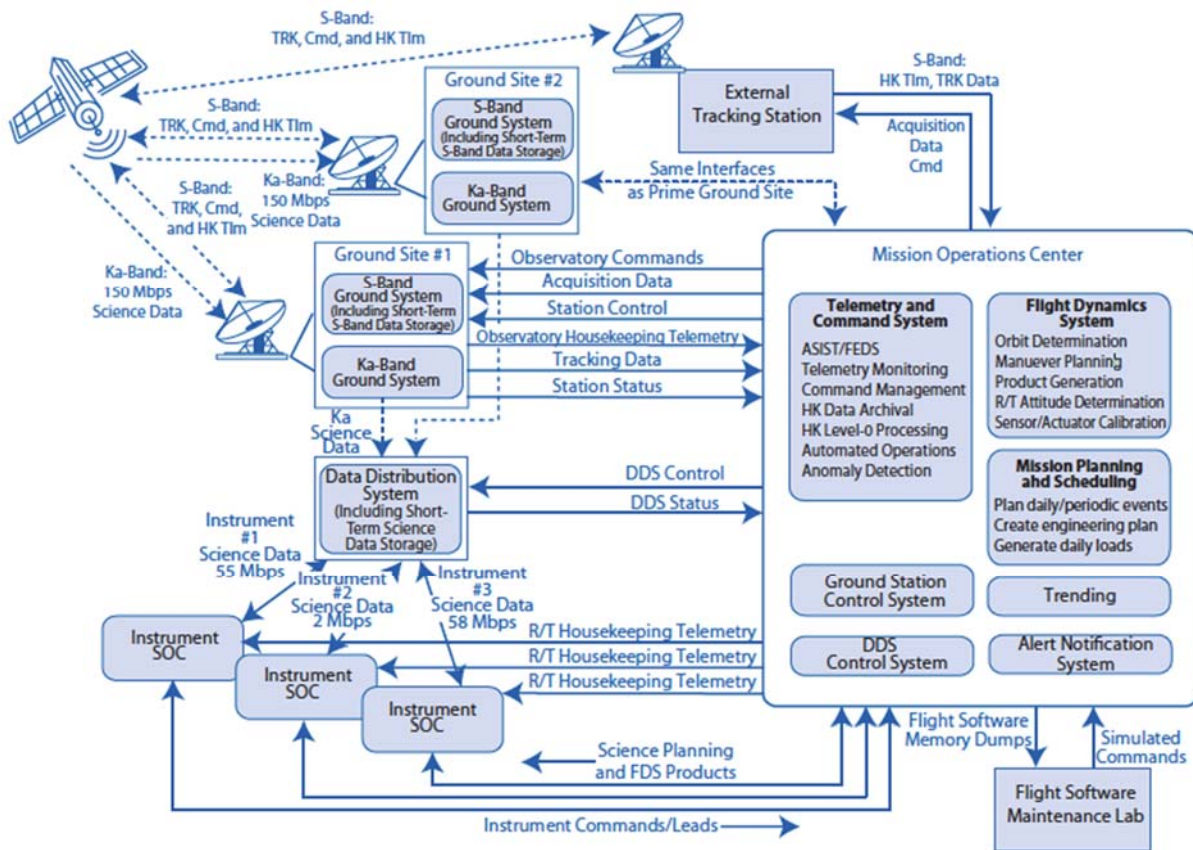 S-Band:
TRK, Cmd, and HK Tlm
S-Band:
TRK, Cmd, and HK Tlm
Ka-Band:
150 Mbps
Science Data
S-Band:
TRK, Cmd,
and HK Tlm
Ka-Band:
150 Mbps
Science Data
Ground Site #2
S-Band
Ground System
(Including Short-Term
S-Band Data Storage)
Ka-Band
Ground System
External
Tracking Station
S-Band:
HK Tlm, TRK Data
Acquisition
Data
Cmd
Same Interfaces
as Prime Ground Site
Ground Site #1
S-Band
Ground System
(Including Short-Term
S-Band Data Storage)
Ka-Band
Ground System
Observatory Commands
Acquisition Data
Station Control
Observatory Housekeeping Telemetry
Tracking Data
Station Status
Ka
Science
Data
Data Distribution
System
(Including Short-
Term Science
Data Storage)
DDS Control
DDS Status
Mission Operations Center
Telemetry and
Command System
ASIST/FEDS
Telemetry Monitoring
Command Management
HK Data Archival
HK Level-0 Processing
Automated Operations
Anomaly Detection
Flight Dynamics
System
Orbit Determination
Manuever Planning
Product Generation
R/T Attitude Determination
Sensor/Actuator Calibration
Mission Planning
and Scheduling
Plan daily/periodic events
Create engineering plan
Generate daily loads
Ground Station
Control System
Trending
DDS
Control System
Alert Notification
System
Instrument
#1
Science Data
55 Mbps
Instrument
#2
Science Data
2 Mbps
Instrument
#3
Science Data
58 Mbps
Instrument
SOC
Instrument
SOC
Instrument
SOC
R/T Housekeeping Telemetry
R/T Housekeeping Telemetry
R/T Housekeeping Telemetry
Science Planning
and FDS Products
Instrument Commands/Leads
Flight Software
Memory Dumps
Simulated
Commands
Flight Software
Maintenance Lab